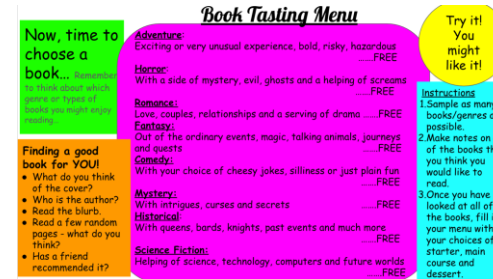 Book Tasting Menu
Now, time to
choose a
book... Remember
to think about which
genre or types of
books you might enjoy
reading...
Finding a good
book for YOU!
● What do you think
of the cover?
● Who is the author?
● Read the blurb.
● Read a few random
pages - what do you
think?
● Has a friend
recommended it?
Adventure:
Exciting or very unusual experience, bold, risky, hazardous
.......FREE
Horror:
With a side of mystery, evil, ghosts and a helping of screams
.......FREE
Romance:
Love, couples, relationships and a serving of drama .......FREE
Fantasy:
Out of the ordinary events, magic, talking animals, journeys
and quests .......FREE
Comedy:
With your choice of cheesy jokes, silliness or just plain fun
.......FREE
Mystery:
With intrigues, curses and secrets .......FREE
Historical:
With queens, bards, knights, past events and much more
.......FREE
Science Fiction:
Helping of science, technology, computers and future worlds
.......FREE
Try it!
You
might
like it!
Instructions
1.Sample as many
books/genres a
possible.
2.Make notes on
of the books th
you think you
would like to
read.
3.Once you have
looked at all of
the books, fill i
your menu with
your choices of
starter, main
course and
dessert.